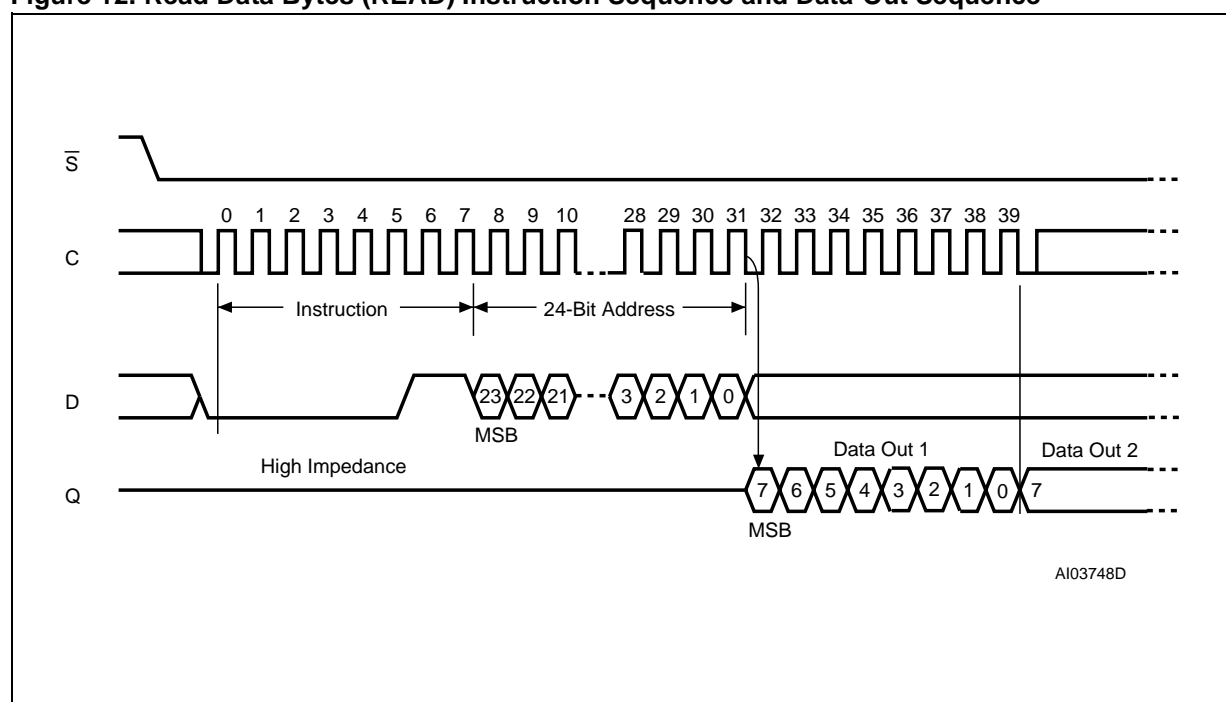 Figure 12. Read Data Bytes (READ) Instruction Sequence and Data-Out Sequence
S
0 1 2 3 4 5 6 7 8 9 10 28 29 30 31 32 33 34 35 36 37 38 39
C
Instruction 24-Bit Address
D 23 22 21 3 2 1 0
MSB
High Impedance Data Out 1 Data Out 2
Q 7 6 5 4 3 2 1 0 7
MSB
AI03748D